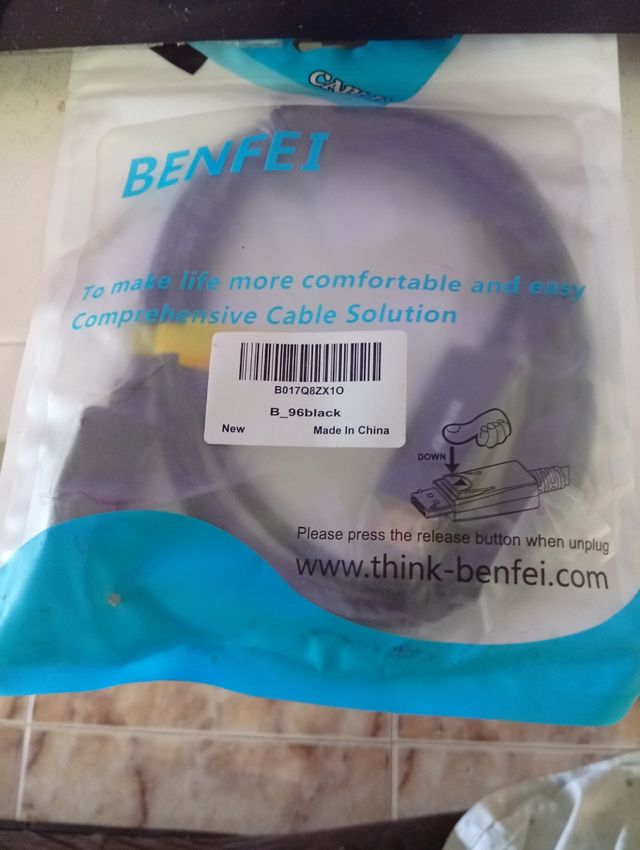 BENFEI
To make life more comfortable and easy
Comprehensive Cable Solution
B017Q8ZX1O
B_96black
New Made In China
DOWN
Please press the release button when unplug
www.think-benfei.com